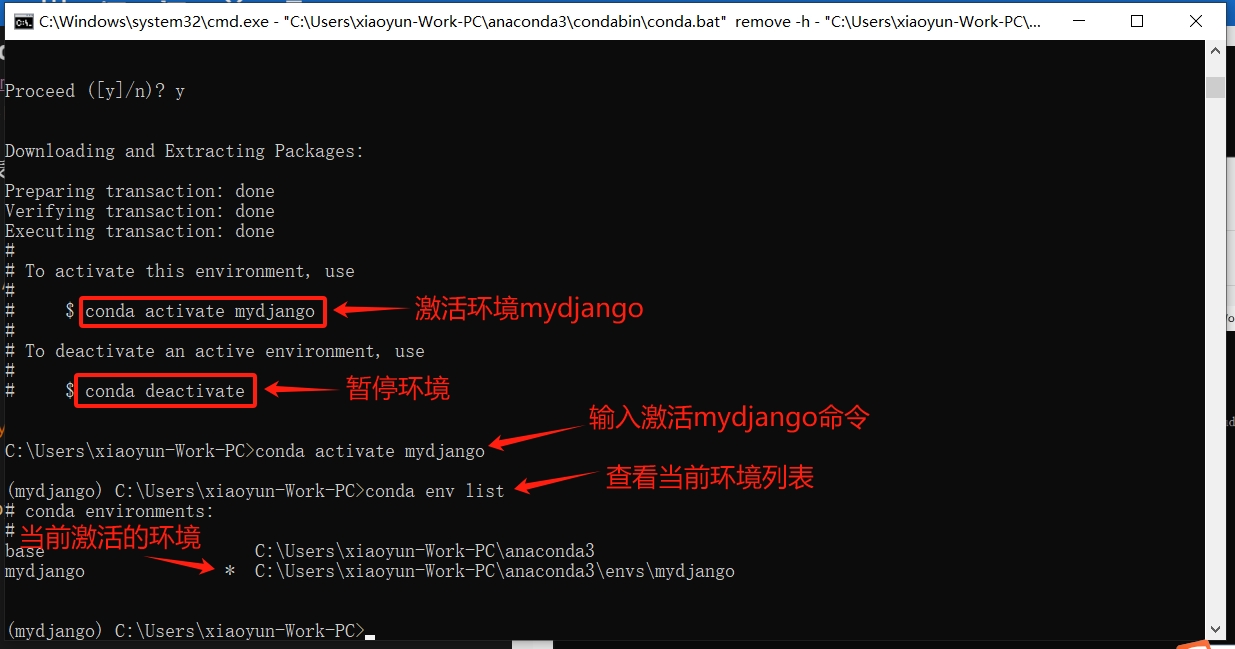 C:\Windows\system32\cmd.exe - "C:\Users\xiaoyun-Work-PC\anaconda3\condabin\conda.bat" remove -h - "C:\Users\xiaoyun-Work-PC\...
Proceed ([y]/n)? y
Downloading and Extracting Packages:
Preparing transaction: done
Verifying transaction: done
Executing transaction: done
#
# To activate this environment, use
#
#     $ conda activate mydjango 激活环境mydjango
#
# To deactivate an active environment, use
#
#     $ conda deactivate 暂停环境
输入激活mydjango命令
C:\Users\xiaoyun-Work-PC>conda activate mydjango
查看当前环境列表
(mydjango) C:\Users\xiaoyun-Work-PC>conda env list
# conda environments:
#
当前激活的环境
base                     C:\Users\xiaoyun-Work-PC\anaconda3
mydjango              *  C:\Users\xiaoyun-Work-PC\anaconda3\envs\mydjango
(mydjango) C:\Users\xiaoyun-Work-PC>